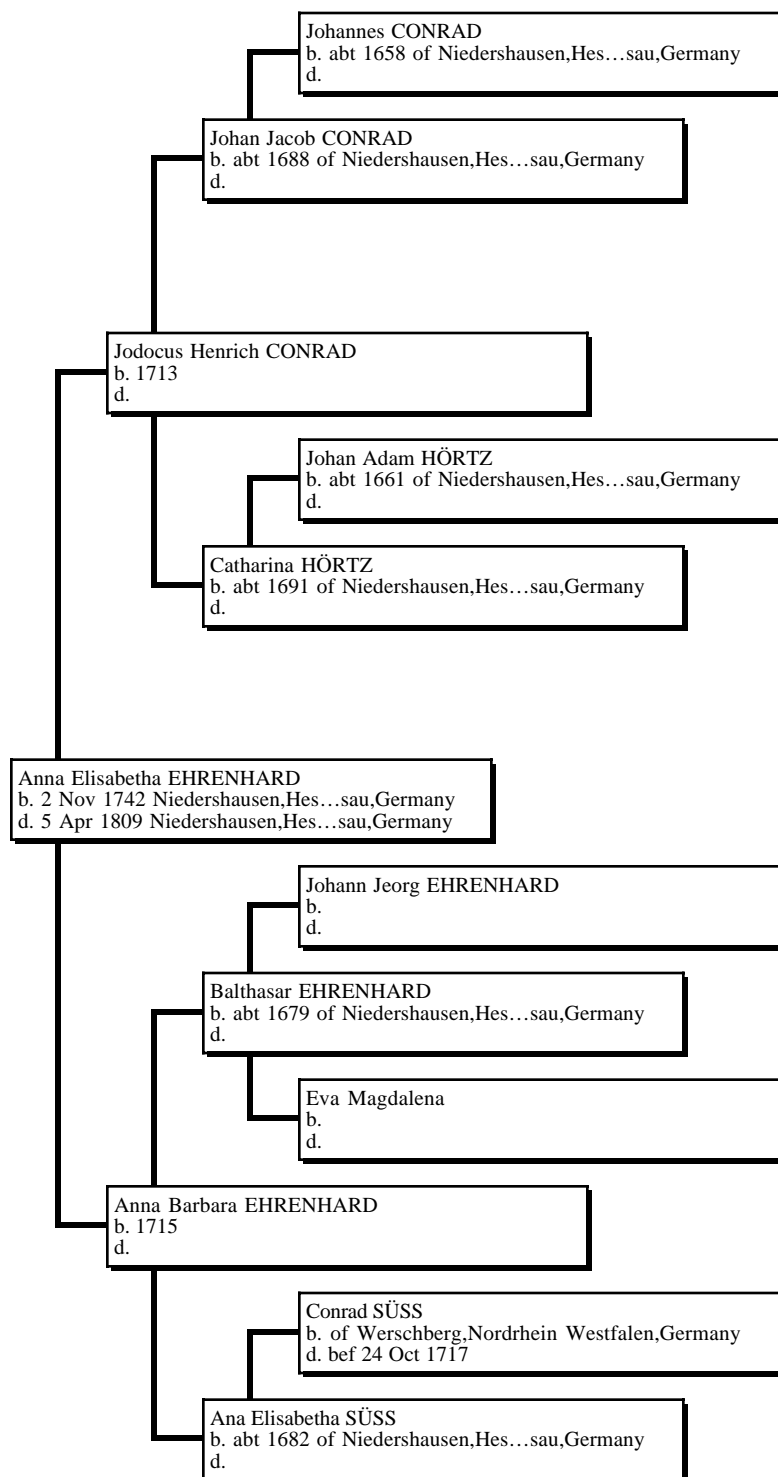 Johannes CONRAD
b. abt 1658 of Niedershausen,Hes…sau,Germany
d.
Johan Jacob CONRAD
b. abt 1688 of Niedershausen,Hes…sau,Germany
d.
Jodocus Henrich CONRAD
b. 1713
d.
Johan Adam HÖRTZ
b. abt 1661 of Niedershausen,Hes…sau,Germany
d.
Catharina HÖRTZ
b. abt 1691 of Niedershausen,Hes…sau,Germany
d.
Anna Elisabetha EHRENHARD
b. 2 Nov 1742 Niedershausen,Hes…sau,Germany
d. 5 Apr 1809 Niedershausen,Hes…sau,Germany
Johann Jeorg EHRENHARD
b.
d.
Balthasar EHRENHARD
b. abt 1679 of Niedershausen,Hes…sau,Germany
d.
Eva Magdalena
b.
d.
Anna Barbara EHRENHARD
b. 1715
d.
Conrad SÜSS
b. of Werschberg,Nordrhein Westfalen,Germany
d. bef 24 Oct 1717
Ana Elisabetha SÜSS
b. abt 1682 of Niedershausen,Hes…sau,Germany
d.